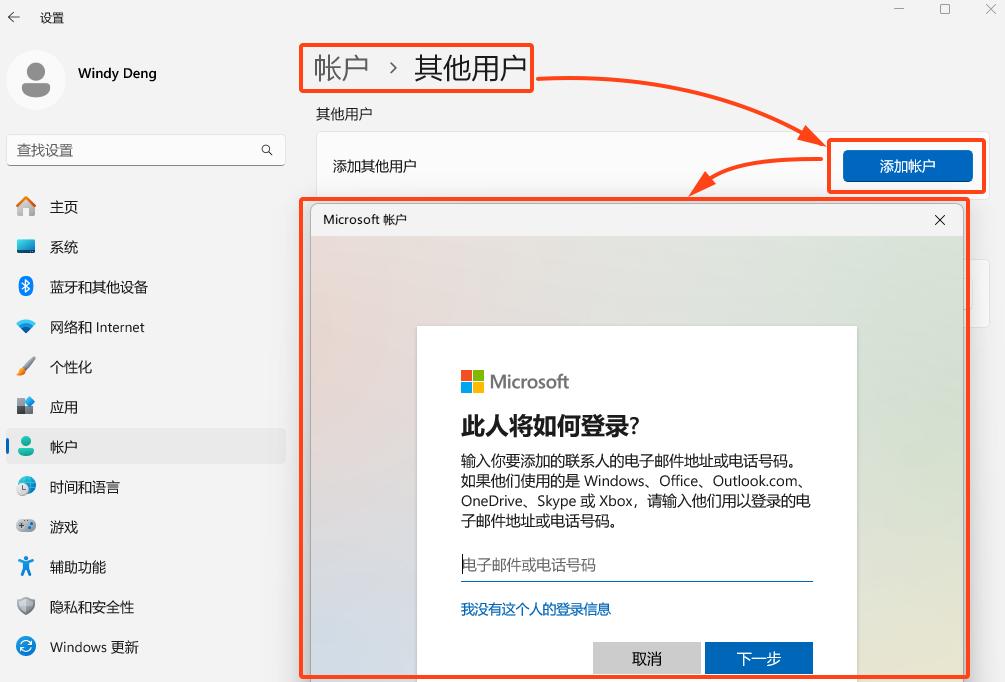 设置
Windy Deng
查找设置
主页
系统
蓝牙和其他设备
网络和 Internet
个性化
应用
帐户
时间和语言
游戏
辅助功能
隐私和安全性
Windows 更新
帐户 › 其他用户
其他用户
添加其他用户
添加帐户
Microsoft 帐户
Microsoft
此人将如何登录?
输入你要添加的联系人的电子邮件地址或电话号码。
如果他们使用的是 Windows、Office、Outlook.com、
OneDrive、Skype 或 Xbox，请输入他们用以登录的电
子邮件地址或电话号码。
电子邮件或电话号码
我没有这个人的登录信息
取消
下一步